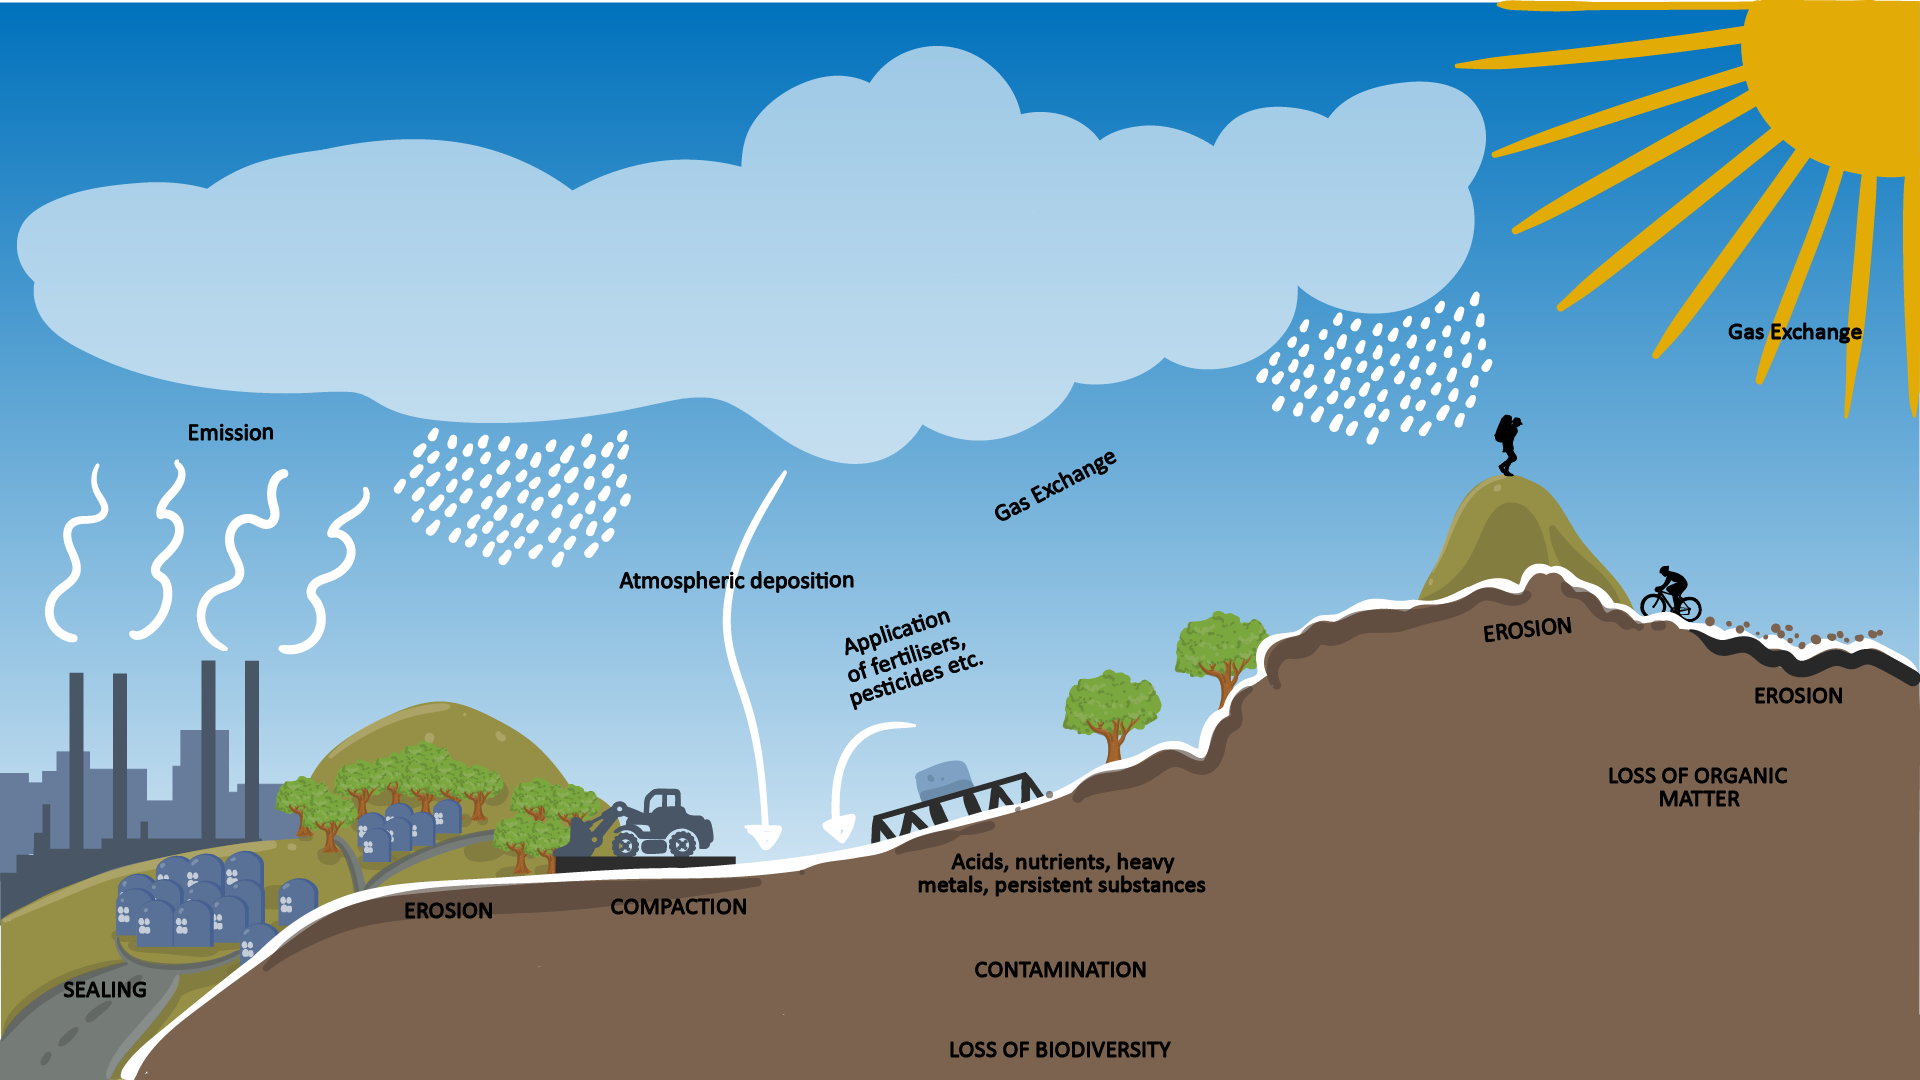 Gas Exchange
Emission
Gas Exchange
Atmospheric deposition
Application
of fertilisers,
pesticides etc.
EROSION
EROSION
LOSS OF ORGANIC
MATTER
Acids, nutrients, heavy
metals, persistent substances
EROSION
COMPACTION
CONTAMINATION
SEALING
LOSS OF BIODIVERSITY